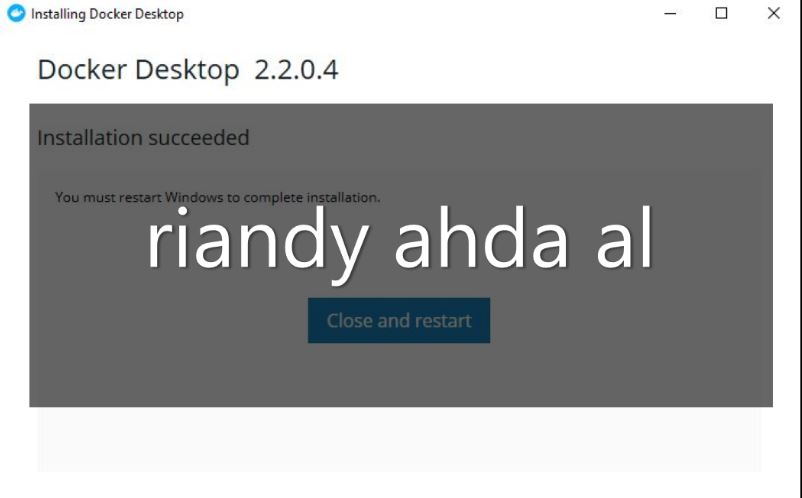 Installing Docker Desktop
Docker Desktop 2.2.0.4
Installation succeeded
You must restart Windows to complete installation.
riandy ahda al
Close and restart